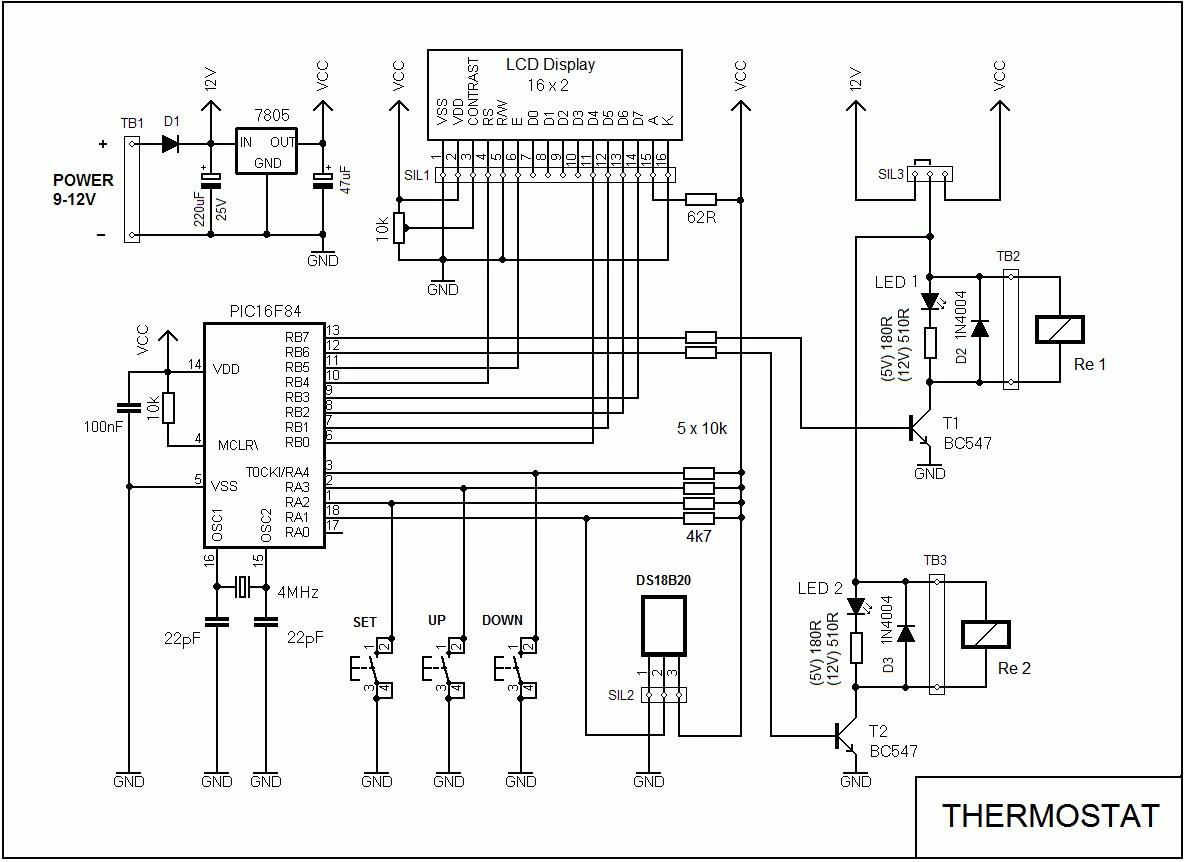 LCD Display
16 x 2
VSS
VDD
CONTRAST
RS
R/W
E
D0
D1
D2
D3
D4
D5
D6
D7
A
K
1
2
3
4
5
6
7
8
9
10
11
12
13
14
15
16
SIL1
12V
VCC
VCC
VCC
12V
VCC
TB1
D1
7805
IN
OUT
GND
+
POWER
9-12V
−
+
220uF
25V
+
47uF
GND
10k
GND
62R
SIL3
PIC16F84
VCC
14
VDD
100nF
10k
4
MCLR\
5
VSS
OSC1
OSC2
16
15
RB7
RB6
RB5
RB4
RB3
RB2
RB1
RB0
T0CKI/RA4
RA3
RA2
RA1
RA0
13
12
11
10
9
8
7
6
3
2
1
18
17
4MHz
22pF
22pF
5 x 10k
4k7
LED 1
(5V) 180R
(12V) 510R
D2
1N4004
TB2
Re 1
T1
BC547
GND
LED 2
(5V) 180R
(12V) 510R
D3
1N4004
TB3
Re 2
T2
BC547
GND
SET
UP
DOWN
1
2
3
4
1
2
3
4
1
2
3
4
DS18B20
1
2
3
SIL2
GND
GND
GND
GND
GND
GND
GND
THERMOSTAT